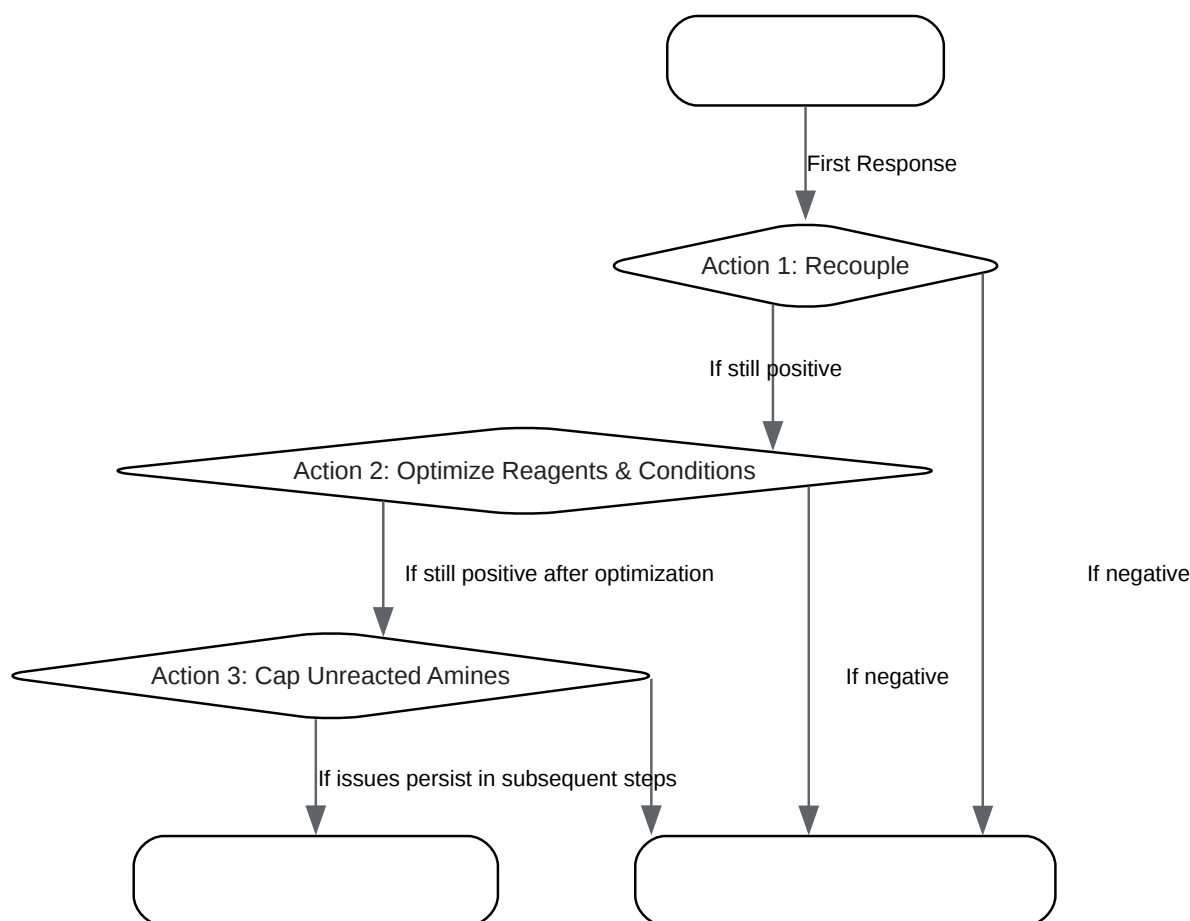 First Response
Action 1: Recouple
If still positive
Action 2: Optimize Reagents & Conditions
If still positive after optimization
If negative
Action 3: Cap Unreacted Amines
If negative
If issues persist in subsequent steps